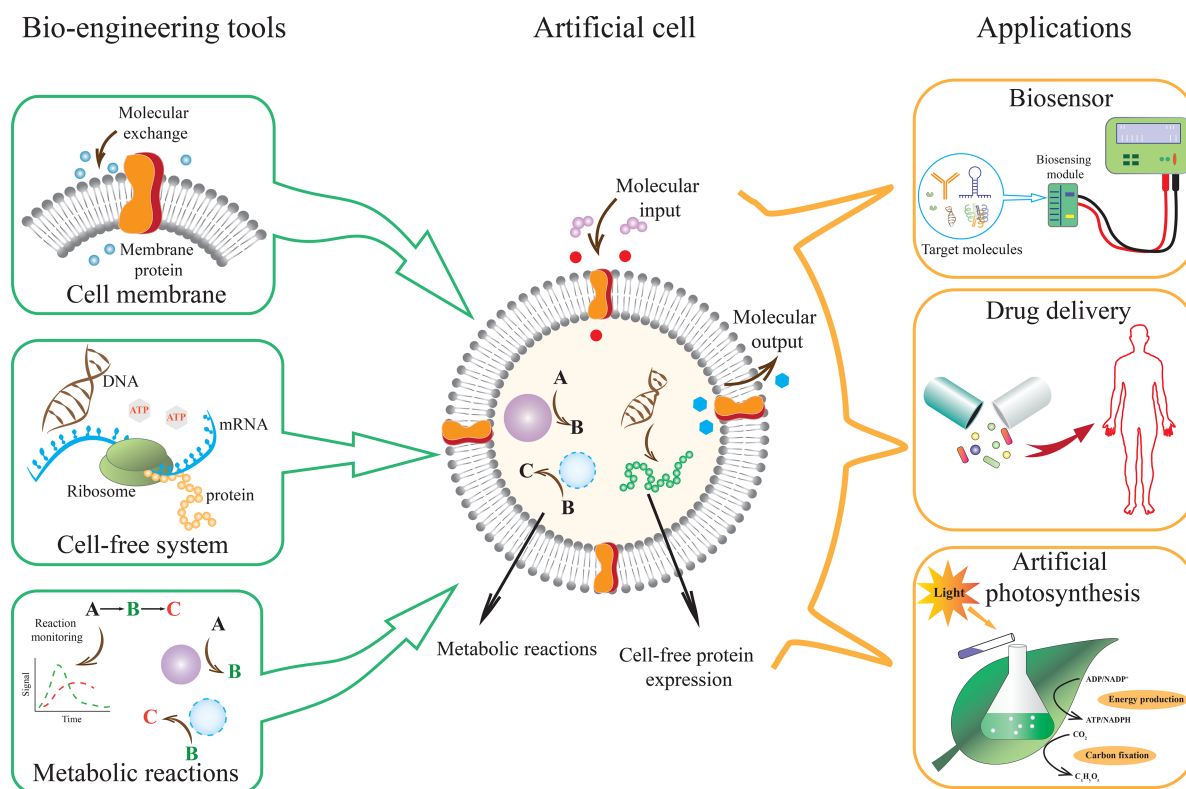 Bio-engineering tools
Artificial cell
Applications
Molecular
exchange
Membrane
protein
Cell membrane
DNA
ATP
ATP
mRNA
Ribosome
protein
Cell-free system
A→B→C
Reaction
monitoring
Signal
Time
A
B
C
B
Metabolic reactions
Molecular
input
Molecular
output
A
B
C
B
Metabolic reactions
Cell-free protein
expression
Biosensor
Biosensing
module
Target molecules
Drug delivery
Artificial
photosynthesis
Light
ADP/NADP⁺
Energy production
ATP/NADPH
CO₂
Carbon fixation